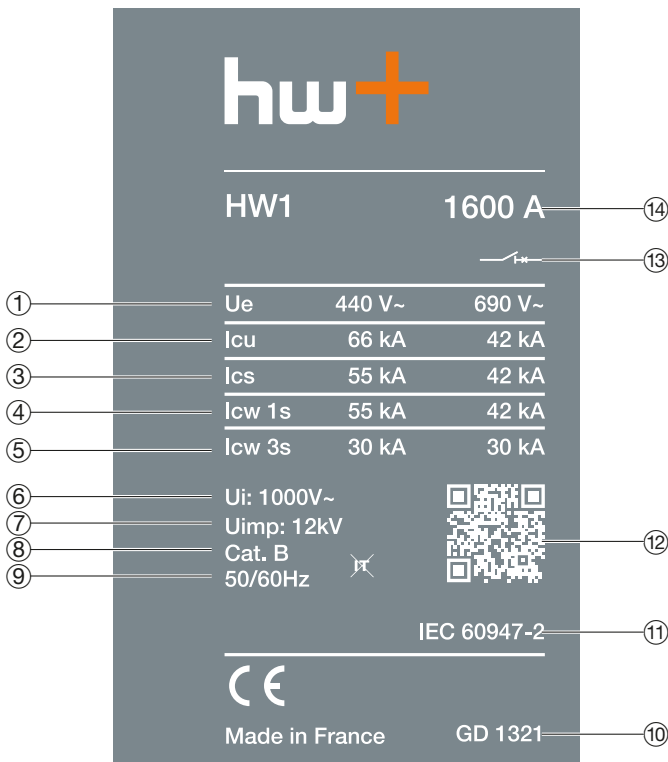 hw+
HW1 1600 A ⑭
⑬
① Ue 440 V~ 690 V~
② Icu 66 kA 42 kA
③ Ics 55 kA 42 kA
④ Icw 1s 55 kA 42 kA
⑤ Icw 3s 30 kA 30 kA
⑥ Ui: 1000V~
⑦ Uimp: 12kV
⑧ Cat. B
⑨ 50/60Hz IT ⑫
IEC 60947-2 ⑪
CE
Made in France GD 1321 ⑩